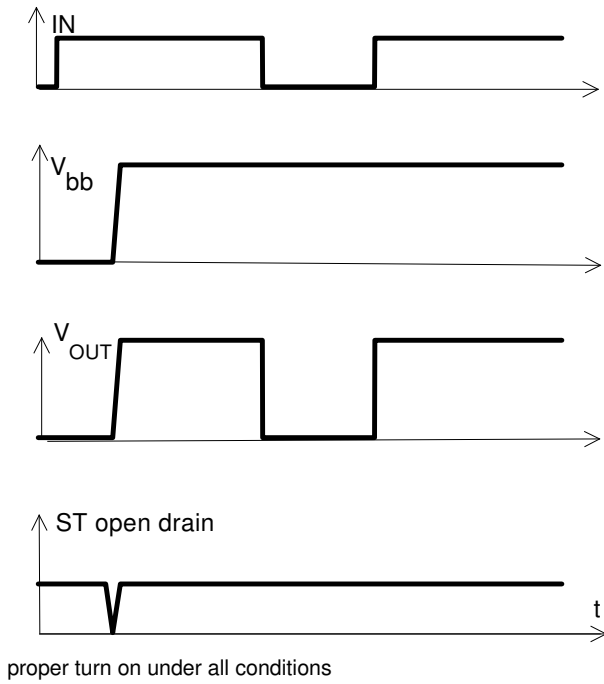 IN
Vbb
VOUT
ST open drain
t
proper turn on under all conditions